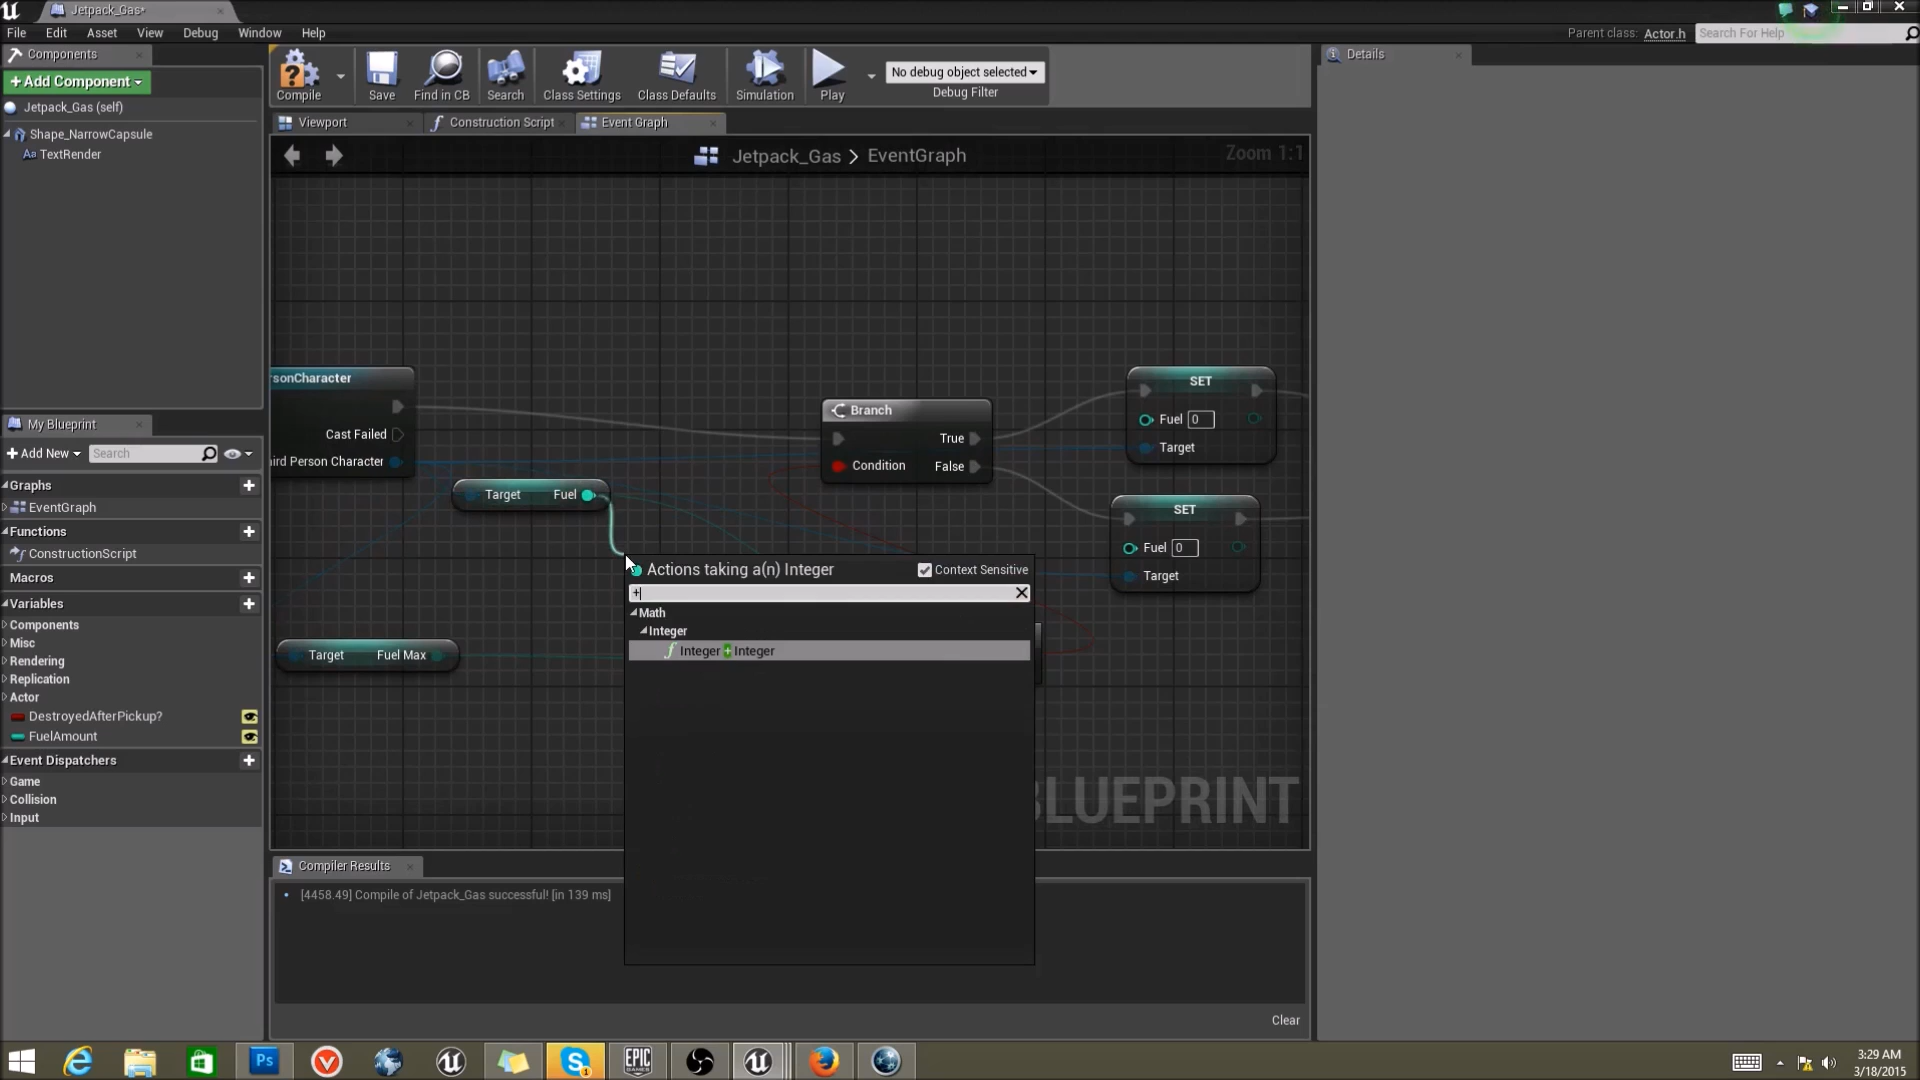 Jetpack_Gas*
File Edit Asset View Debug Window Help
Parent class: Actor.h Search For Help
Components
+Add Component
Jetpack_Gas (self)
Shape_NarrowCapsule
TextRender
Compile Save Find in CB Search Class Settings Class Defaults Simulation Play
No debug object selected
Debug Filter
Details
Viewport Construction Script Event Graph
Jetpack_Gas > EventGraph
Zoom 1:1
rsonCharacter
Cast Failed
ird Person Character
Target Fuel
Branch
True
Condition False
SET
Fuel 0
Target
SET
Fuel 0
Target
Target Fuel Max
Actions taking a(n) Integer Context Sensitive
+
Math
Integer
Integer + Integer
BLUEPRINT
My Blueprint
+Add New Search
Graphs
EventGraph
Functions
ConstructionScript
Macros
Variables
Components
Misc
Rendering
Replication
Actor
DestroyedAfterPickup?
FuelAmount
Event Dispatchers
Game
Collision
Input
Compiler Results
[4458.49] Compile of Jetpack_Gas successful! [in 139 ms]
Clear
Ps
EPIC
GAMES
3:29 AM
3/18/2015